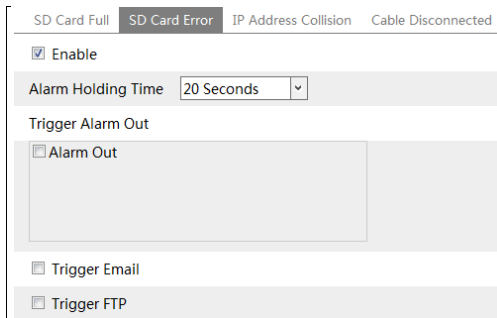 SD Card Full SD Card Error IP Address Collision Cable Disconnected
Enable
Alarm Holding Time 20 Seconds
Trigger Alarm Out
Alarm Out
Trigger Email
Trigger FTP